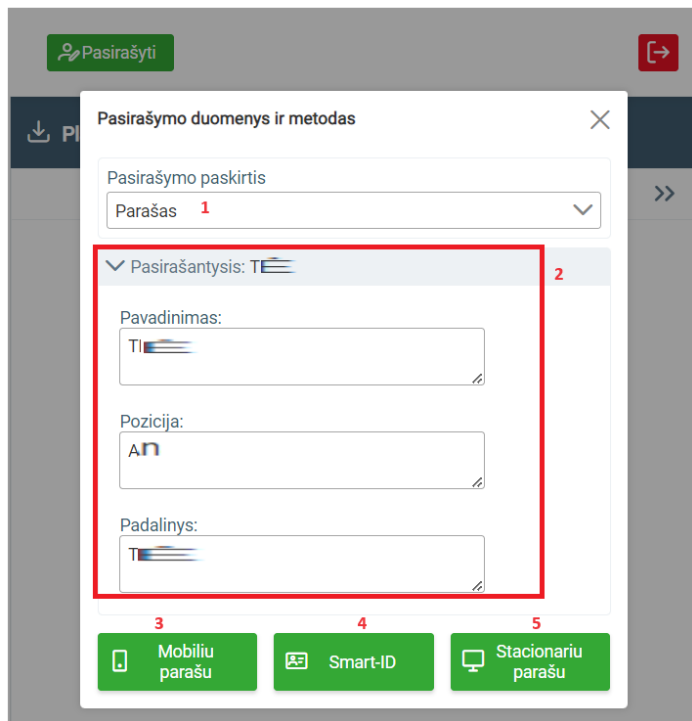 Pasirašyti
Pl
Pasirašymo duomenys ir metodas
Pasirašymo paskirtis
Parašas 1
Pasirašantysis:
2
Pavadinimas:
Pozicija:
Padalinys:
3 4 5
Mobiliu parašu
Smart-ID
Stacionariu parašu